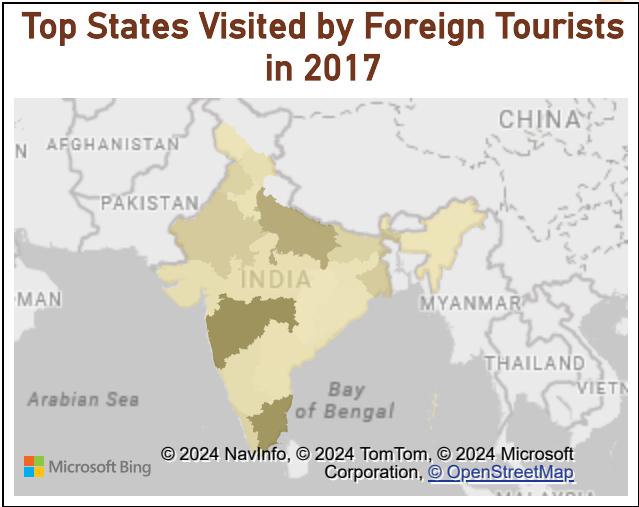 Top States Visited by Foreign Tourists
in 2017
CHINA
AFGHANISTAN
N
PAKISTAN
INDIA
MAN
MYANMAR
THAILAND
VIETN
Arabian Sea
Bay
of Bengal
Microsoft Bing
© 2024 NavInfo, © 2024 TomTom, © 2024 Microsoft
Corporation, © OpenStreetMap
MALAYSIA